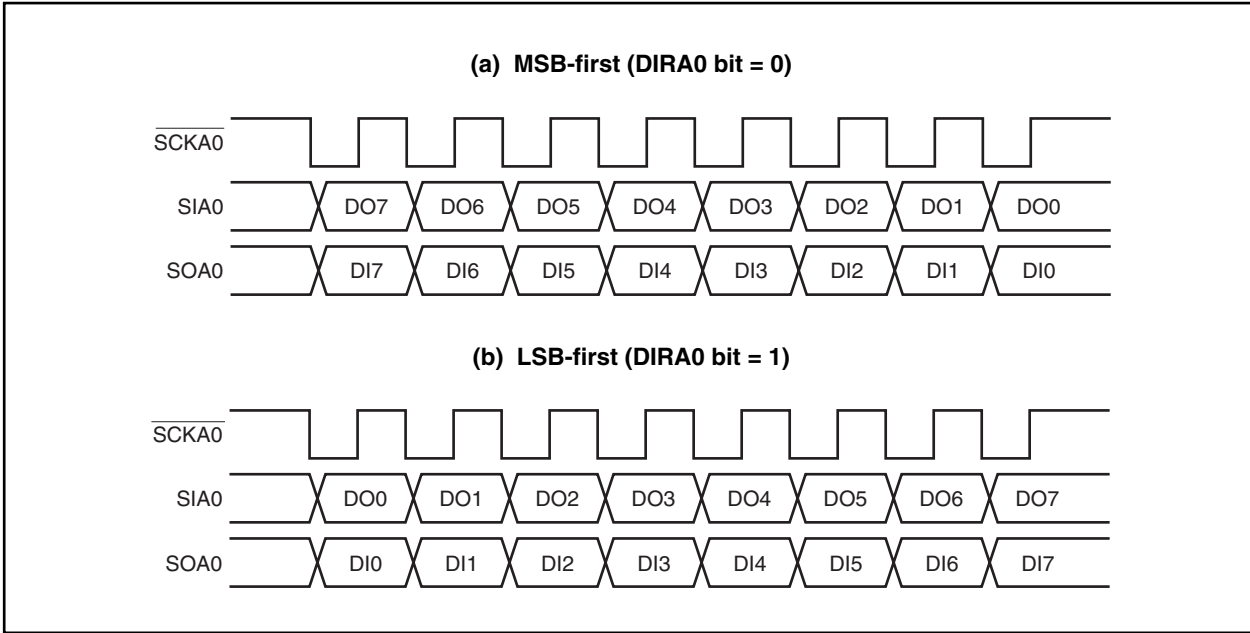 (a) MSB-first (DIRA0 bit = 0)
SCKA0
SIA0 DO7 DO6 DO5 DO4 DO3 DO2 DO1 DO0
SOA0 DI7 DI6 DI5 DI4 DI3 DI2 DI1 DI0
(b) LSB-first (DIRA0 bit = 1)
SCKA0
SIA0 DO0 DO1 DO2 DO3 DO4 DO5 DO6 DO7
SOA0 DI0 DI1 DI2 DI3 DI4 DI5 DI6 DI7